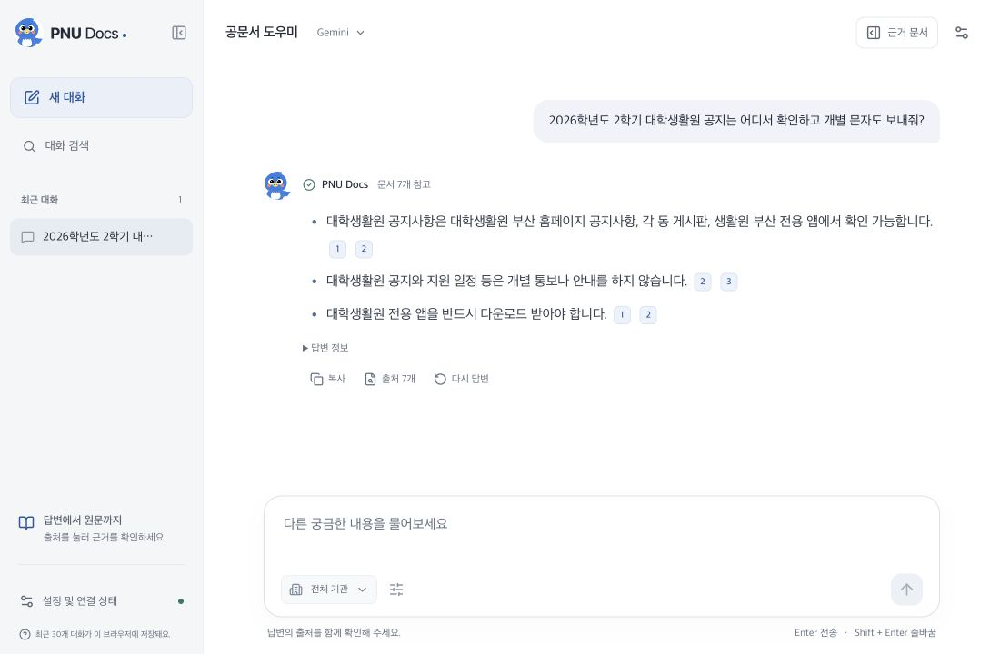 PNU Docs
새 대화
대화 검색
최근 대화 1
2026학년도 2학기 대…
답변에서 원문까지
출처를 눌러 근거를 확인하세요.
설정 및 연결 상태
최근 30개 대화가 이 브라우저에 저장돼요.
공문서 도우미 Gemini
근거 문서
2026학년도 2학기 대학생활원 공지는 어디서 확인하고 개별 문자도 보내줘?
PNU Docs 문서 7개 참고
• 대학생활원 공지사항은 대학생활원 부산 홈페이지 공지사항, 각 동 게시판, 생활원 부산 전용 앱에서 확인 가능합니다.
1 2
• 대학생활원 공지와 지원 일정 등은 개별 통보나 안내를 하지 않습니다. 2 3
• 대학생활원 전용 앱을 반드시 다운로드 받아야 합니다. 1 2
▶ 답변 정보
복사 출처 7개 다시 답변
다른 궁금한 내용을 물어보세요
전체 기관
답변의 출처를 함께 확인해 주세요. Enter 전송 · Shift + Enter 줄바꿈